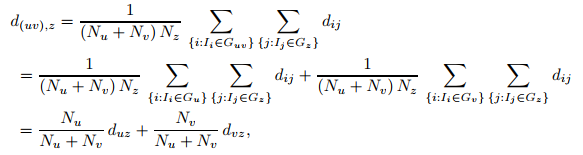 d_{(uv),z} = \frac{1}{(N_u + N_v) N_z} \sum_{\{i:I_i \in G_{uv}\}} \sum_{\{j:I_j \in G_z\}} d_{ij}
= \frac{1}{(N_u + N_v) N_z} \sum_{\{i:I_i \in G_u\}} \sum_{\{j:I_j \in G_z\}} d_{ij} + \frac{1}{(N_u + N_v) N_z} \sum_{\{i:I_i \in G_v\}} \sum_{\{j:I_j \in G_z\}} d_{ij}
= \frac{N_u}{N_u + N_v} d_{uz} + \frac{N_v}{N_u + N_v} d_{vz},